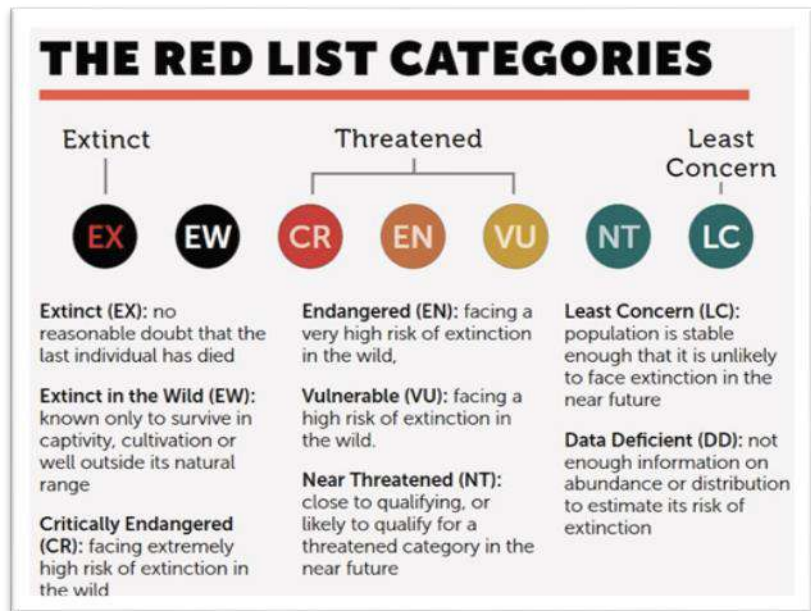 THE RED LIST CATEGORIES
Extinct
Threatened
Least
Concern
EX
EW
CR
EN
VU
NT
LC
Extinct (EX): no
reasonable doubt that the
last individual has died
Extinct in the Wild (EW):
known only to survive in
captivity, cultivation or
well outside its natural
range
Critically Endangered
(CR): facing extremely
high risk of extinction in
the wild
Endangered (EN): facing a
very high risk of extinction
in the wild,
Vulnerable (VU): facing a
high risk of extinction in
the wild.
Near Threatened (NT):
close to qualifying, or
likely to qualify for a
threatened category in the
near future
Least Concern (LC):
population is stable
enough that it is unlikely
to face extinction in the
near future
Data Deficient (DD): not
enough information on
abundance or distribution
to estimate its risk of
extinction